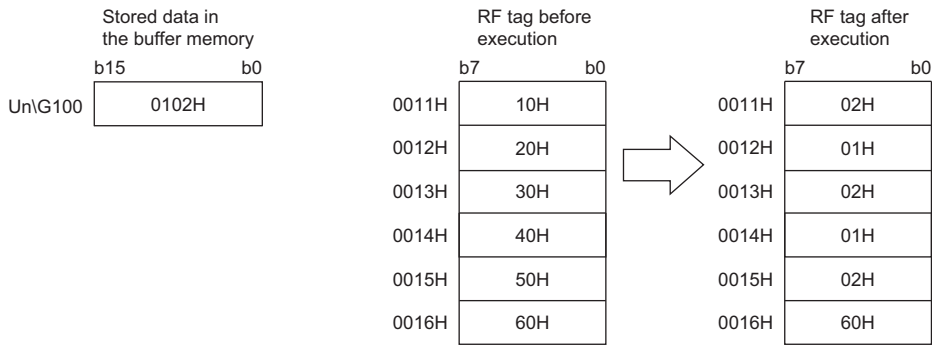 Stored data in
the buffer memory
b15 b0
Un\G100 0102H
RF tag before
execution
b7 b0
0011H 10H
0012H 20H
0013H 30H
0014H 40H
0015H 50H
0016H 60H
RF tag after
execution
b7 b0
0011H 02H
0012H 01H
0013H 02H
0014H 01H
0015H 02H
0016H 60H